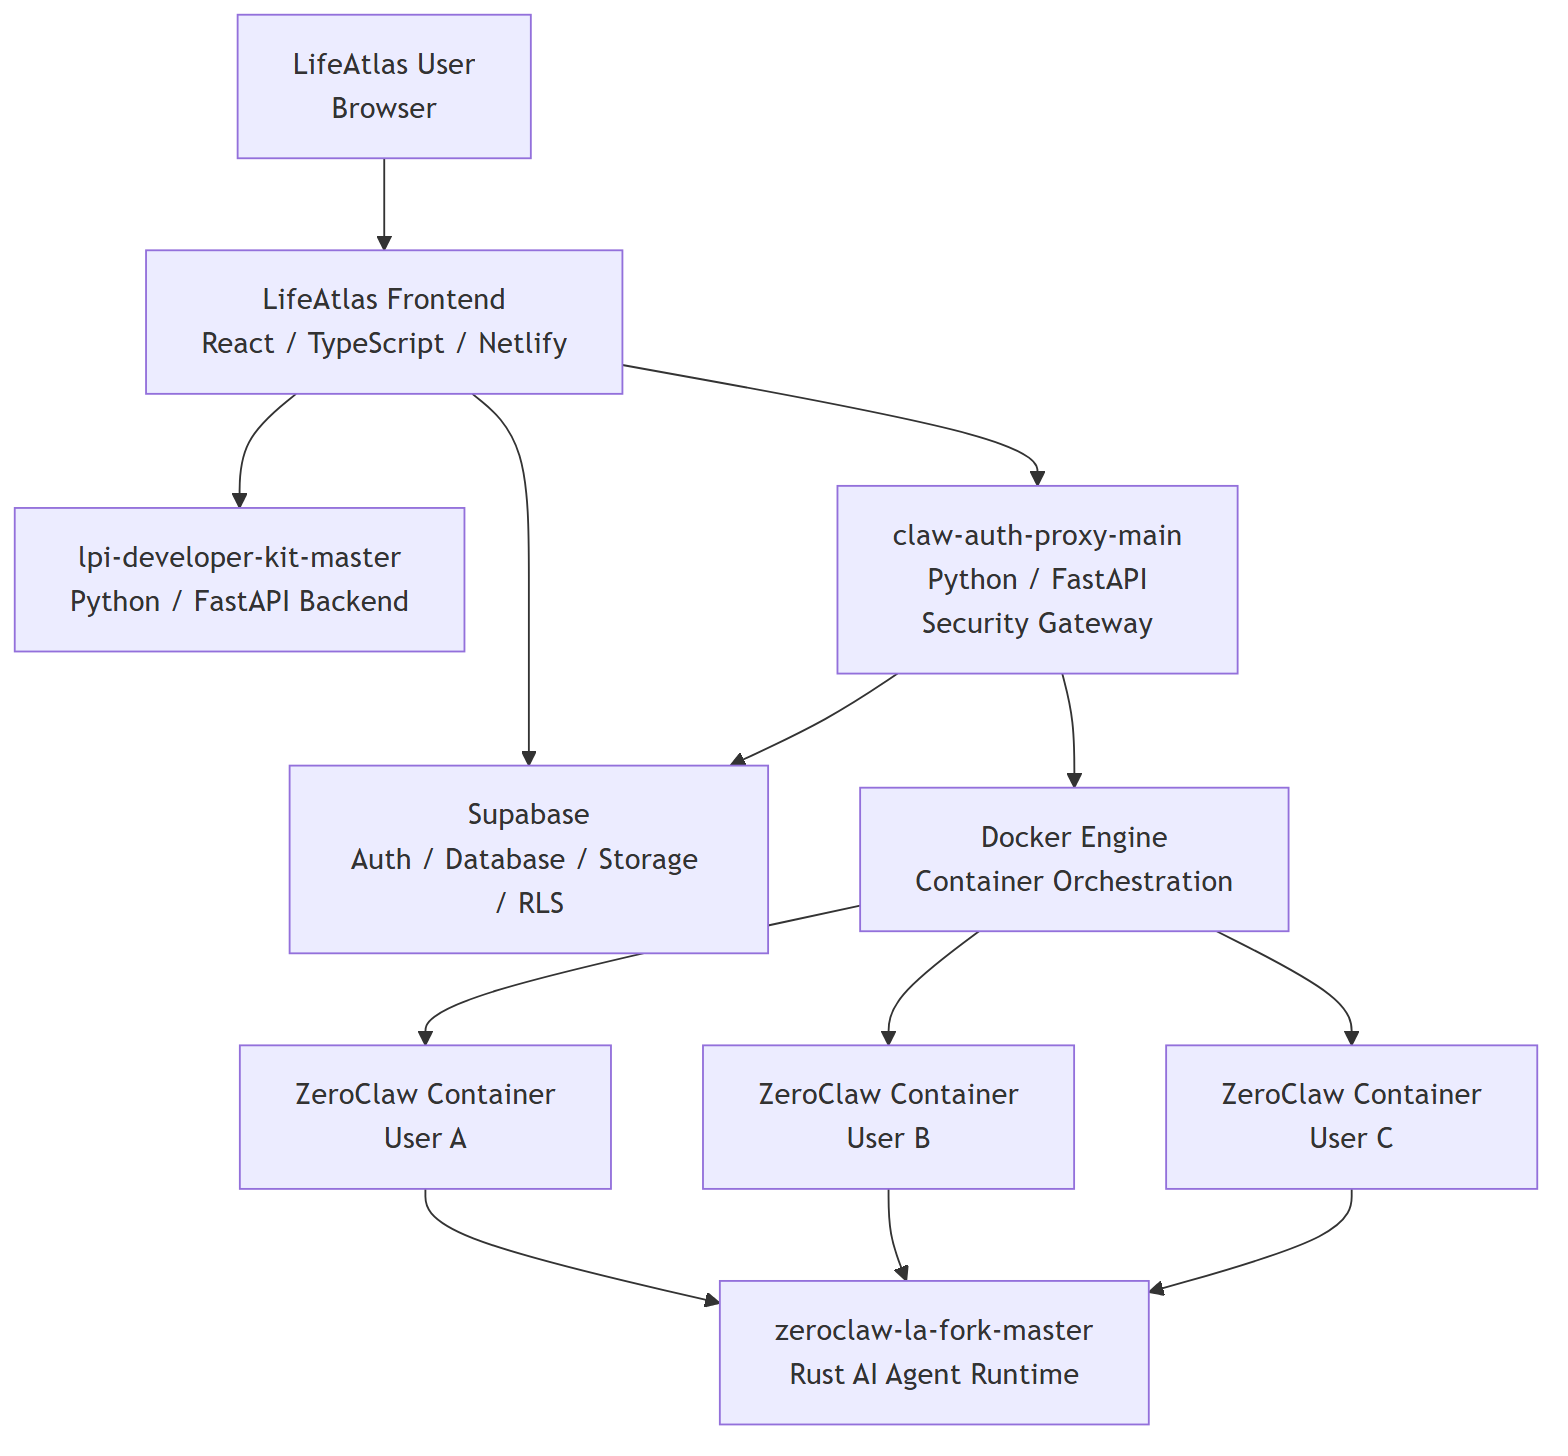 LifeAtlas User
Browser
LifeAtlas Frontend
React / TypeScript / Netlify
lpi-developer-kit-master
Python / FastAPI Backend
claw-auth-proxy-main
Python / FastAPI
Security Gateway
Supabase
Auth / Database / Storage
/ RLS
Docker Engine
Container Orchestration
ZeroClaw Container
User A
ZeroClaw Container
User B
ZeroClaw Container
User C
zeroclaw-la-fork-master
Rust AI Agent Runtime